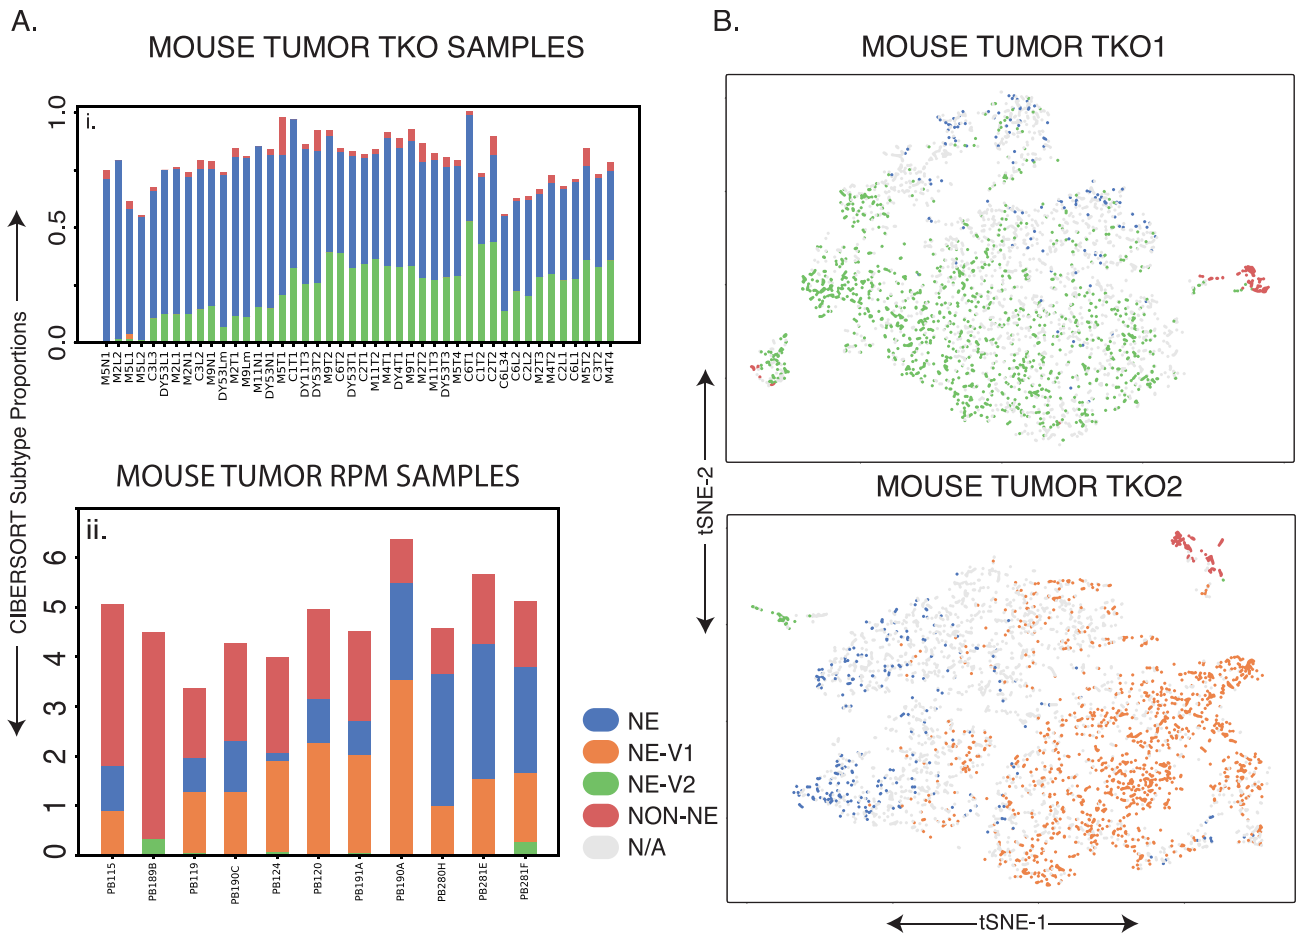 A.
MOUSE TUMOR TKO SAMPLES
i.
1.0
0.5
0.0
M5N1
M2L2
M5L1
M5L2
C3L3
DY53L1
M2L1
M2N1
C3L2
M9N1
DY53Lm
M2T1
M9Lm
M11N1
DY53N1
M5T1
DY1T1
DY11T3
DY53T2
M9T2
C6T2
DY53T1
C2T1
M11T2
M4T1
DY4T1
M9T1
M2T2
M11T3
DY53T3
M5T4
C6T1
C1T2
C2T2
C6L34
C6L2
C2L2
M2T3
M4T2
C2L1
C6L1
M5T2
C3T2
M4T4
CIBERSORT Subtype Proportions
MOUSE TUMOR RPM SAMPLES
ii.
6
5
4
3
2
1
0
PB115
PB189B
PB119
PB190C
PB124
PB120
PB191A
PB190A
PB280H
PB281E
PB281F
NE
NE-V1
NE-V2
NON-NE
N/A
B.
MOUSE TUMOR TKO1
tSNE-2
MOUSE TUMOR TKO2
tSNE-1